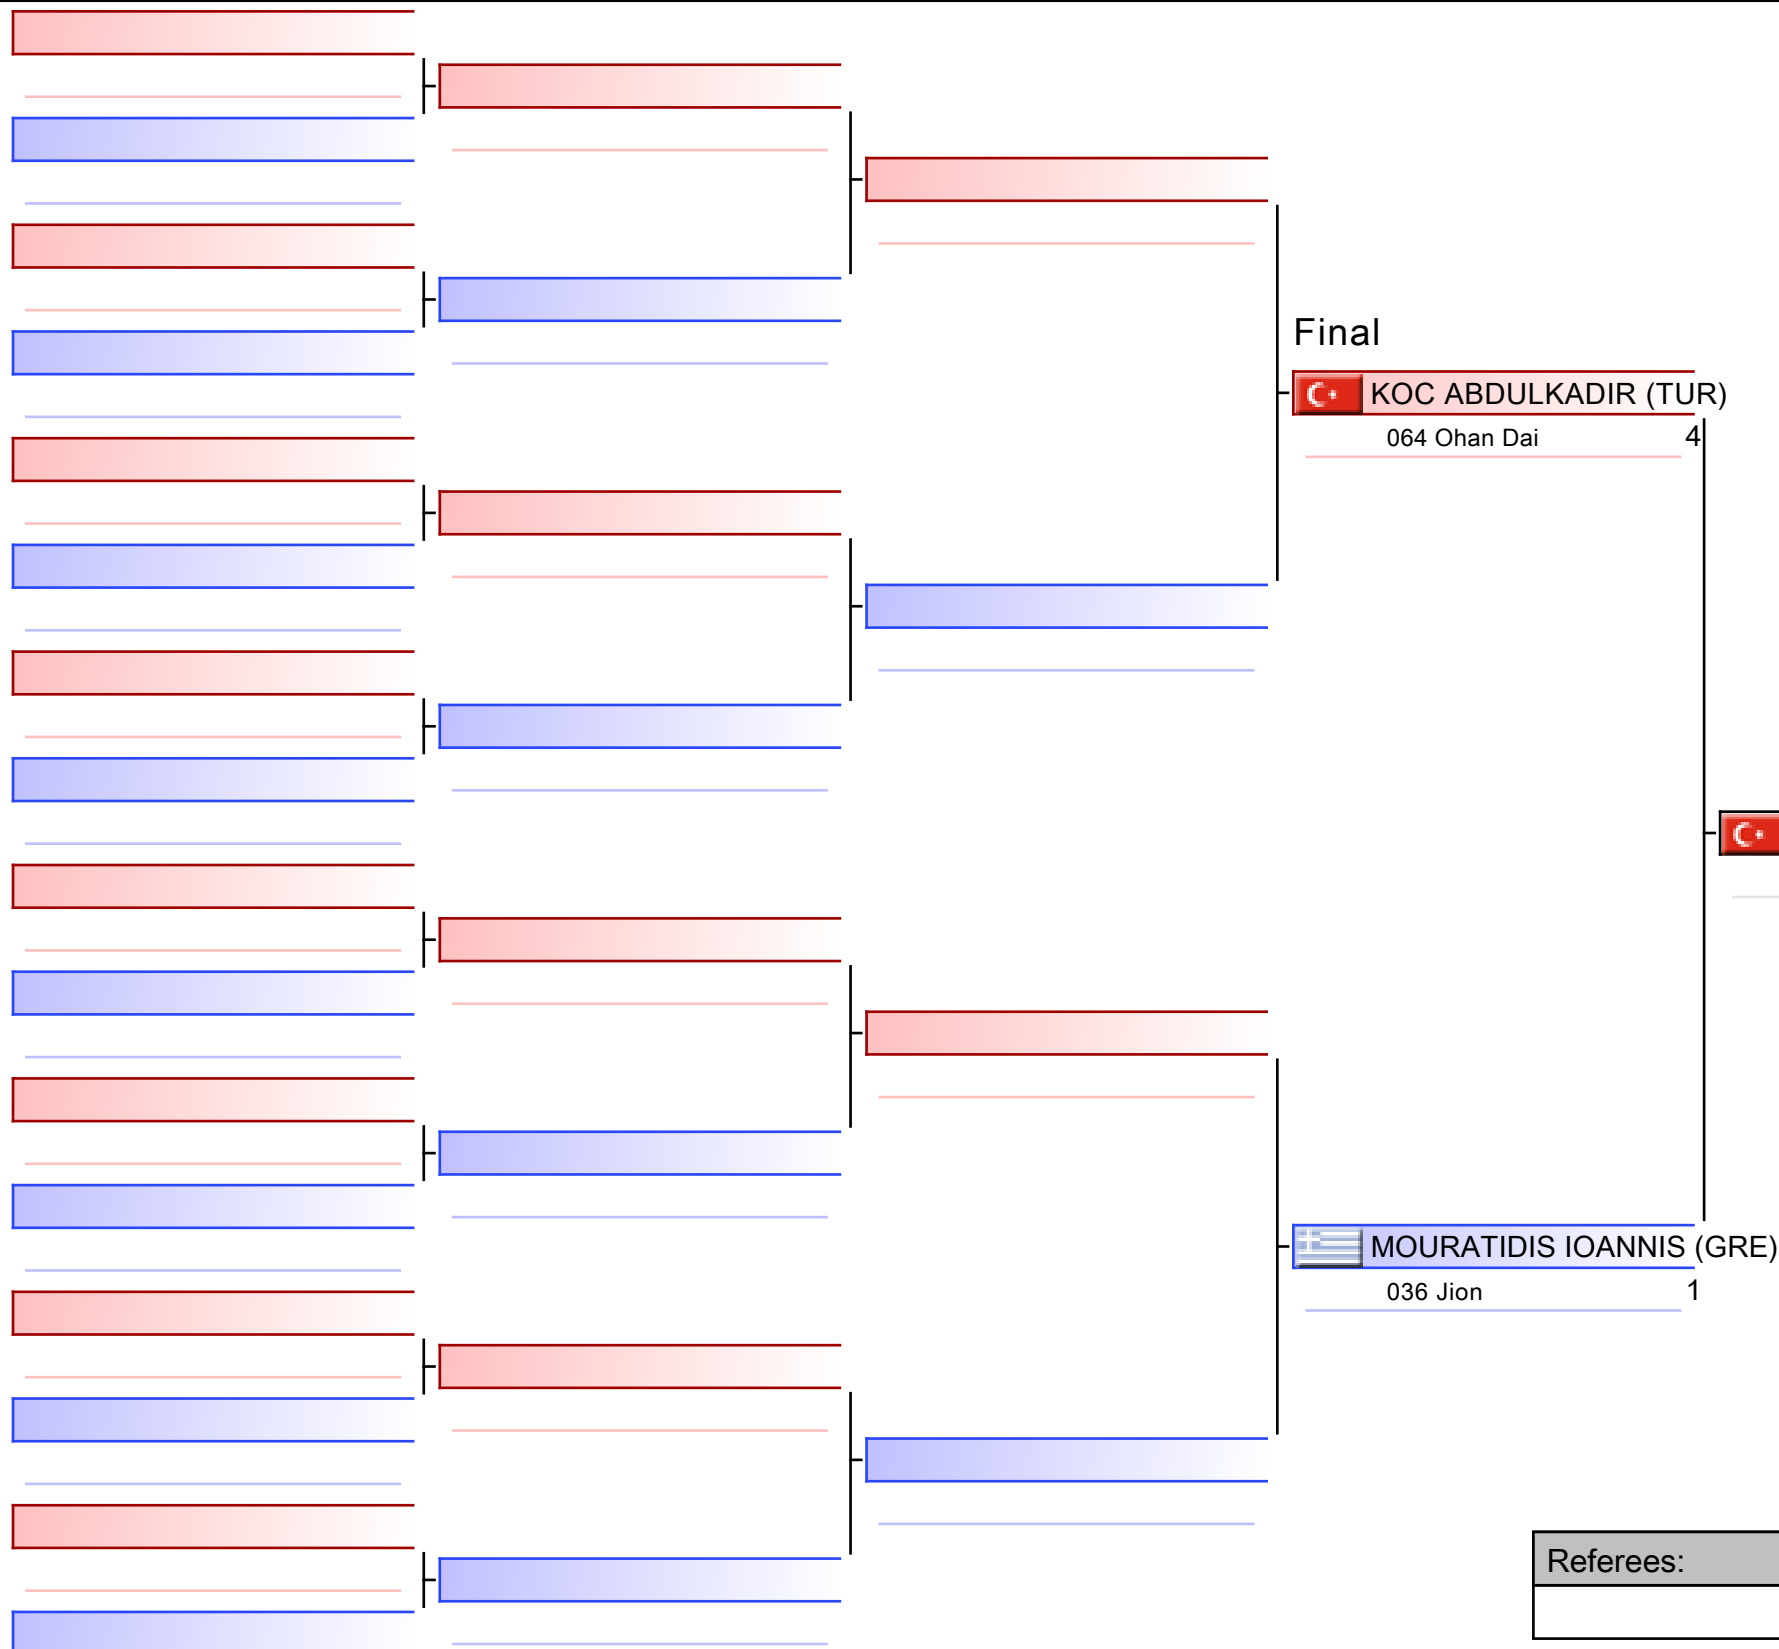 Final
KOC ABDULKADIR (TUR)
064 Ohan Dai 4
MOURATIDIS IOANNIS (GRE)
036 Jion 1
Referees: